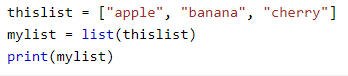 thislist = ["apple", "banana", "cherry"]
mylist = list(thislist)
print(mylist)